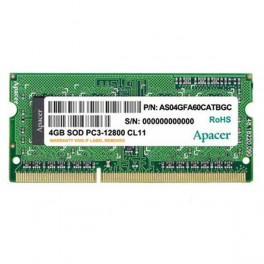 P/N: AS04GFA60CATBGC
RoHS
S/N: 000000000000
4GB SOD PC3-12800 CL11
Apacer
WARRANTY VOID IF LABEL REMOVED